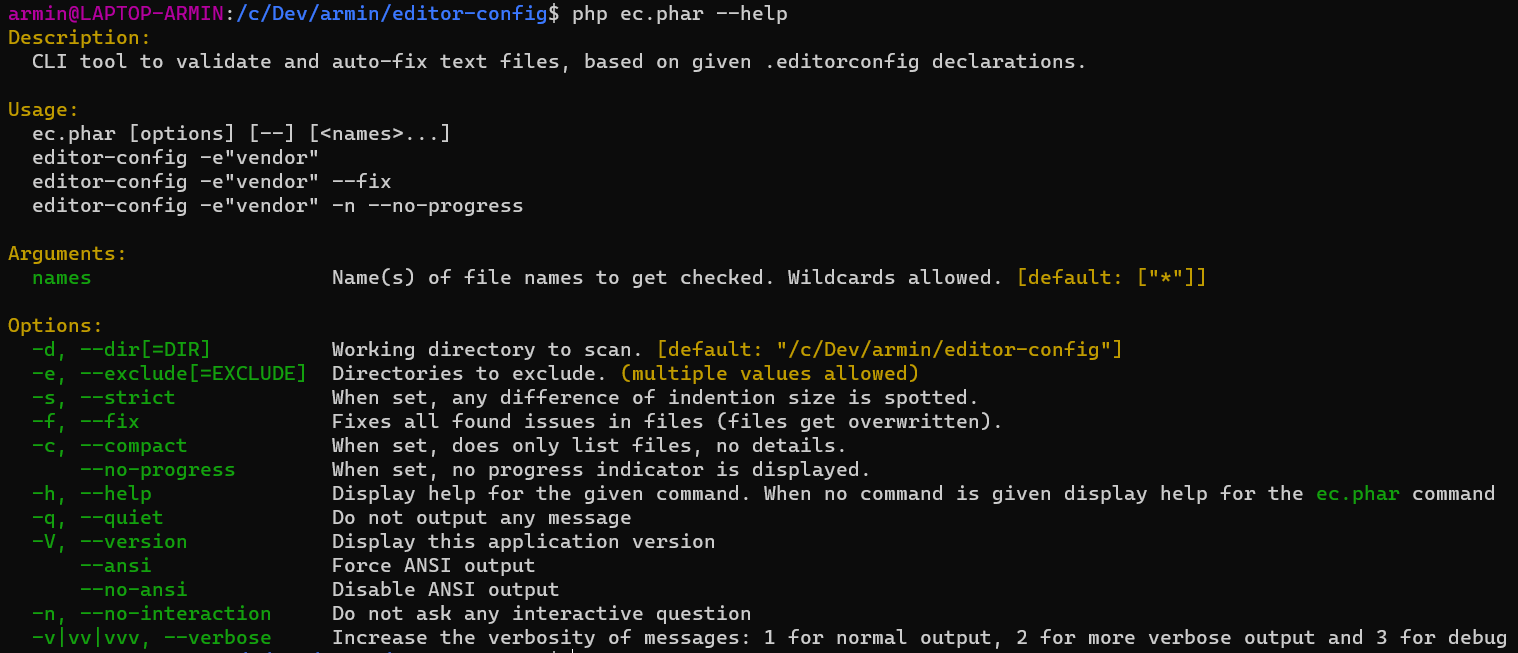 armin@LAPTOP-ARMIN:/c/Dev/armin/editor-config$ php ec.phar --help
Description:
  CLI tool to validate and auto-fix text files, based on given .editorconfig declarations.

Usage:
  ec.phar [options] [--] [<names>...]
  editor-config -e"vendor"
  editor-config -e"vendor" --fix
  editor-config -e"vendor" -n --no-progress

Arguments:
  names                    Name(s) of file names to get checked. Wildcards allowed. [default: ["*"]]

Options:
  -d, --dir[=DIR]          Working directory to scan. [default: "/c/Dev/armin/editor-config"]
  -e, --exclude[=EXCLUDE]  Directories to exclude. (multiple values allowed)
  -s, --strict             When set, any difference of indention size is spotted.
  -f, --fix                Fixes all found issues in files (files get overwritten).
  -c, --compact            When set, does only list files, no details.
      --no-progress        When set, no progress indicator is displayed.
  -h, --help               Display help for the given command. When no command is given display help for the ec.phar command
  -q, --quiet              Do not output any message
  -V, --version            Display this application version
      --ansi               Force ANSI output
      --no-ansi            Disable ANSI output
  -n, --no-interaction     Do not ask any interactive question
  -v|vv|vvv, --verbose     Increase the verbosity of messages: 1 for normal output, 2 for more verbose output and 3 for debug